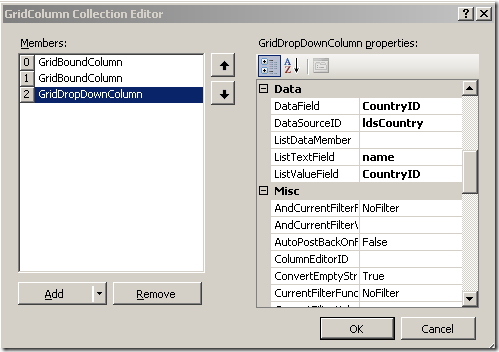 GridColumn Collection Editor
Members:
0 GridBoundColumn
1 GridBoundColumn
2 GridDropDownColumn
Add
Remove
GridDropDownColumn properties:
Data
DataField CountryID
DataSourceID ldsCountry
ListDataMember
ListTextField name
ListValueField CountryID
Misc
AndCurrentFilterF NoFilter
AndCurrentFilterV
AutoPostBackOnF False
ColumnEditorID
ConvertEmptyStr True
CurrentFilterFunc NoFilter
OK
Cancel